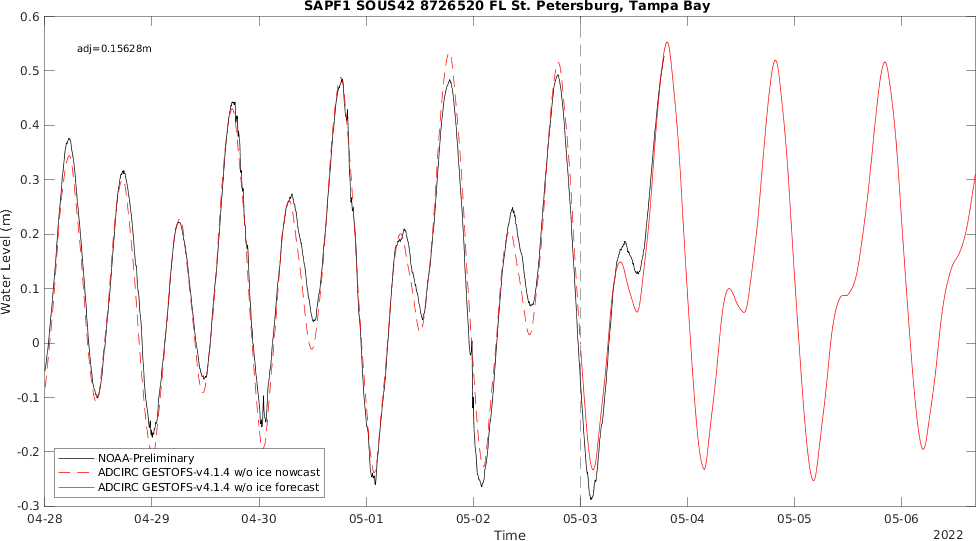 SAPF1 SOUS42 8726520 FL St. Petersburg, Tampa Bay
adj=0.15628m
Water Level (m)
0.6
0.5
0.4
0.3
0.2
0.1
0
-0.1
-0.2
-0.3
NOAA-Preliminary
ADCIRC GESTOFS-v4.1.4 w/o ice nowcast
ADCIRC GESTOFS-v4.1.4 w/o ice forecast
04-28 04-29 04-30 05-01 05-02 05-03 05-04 05-05 05-06
Time
2022